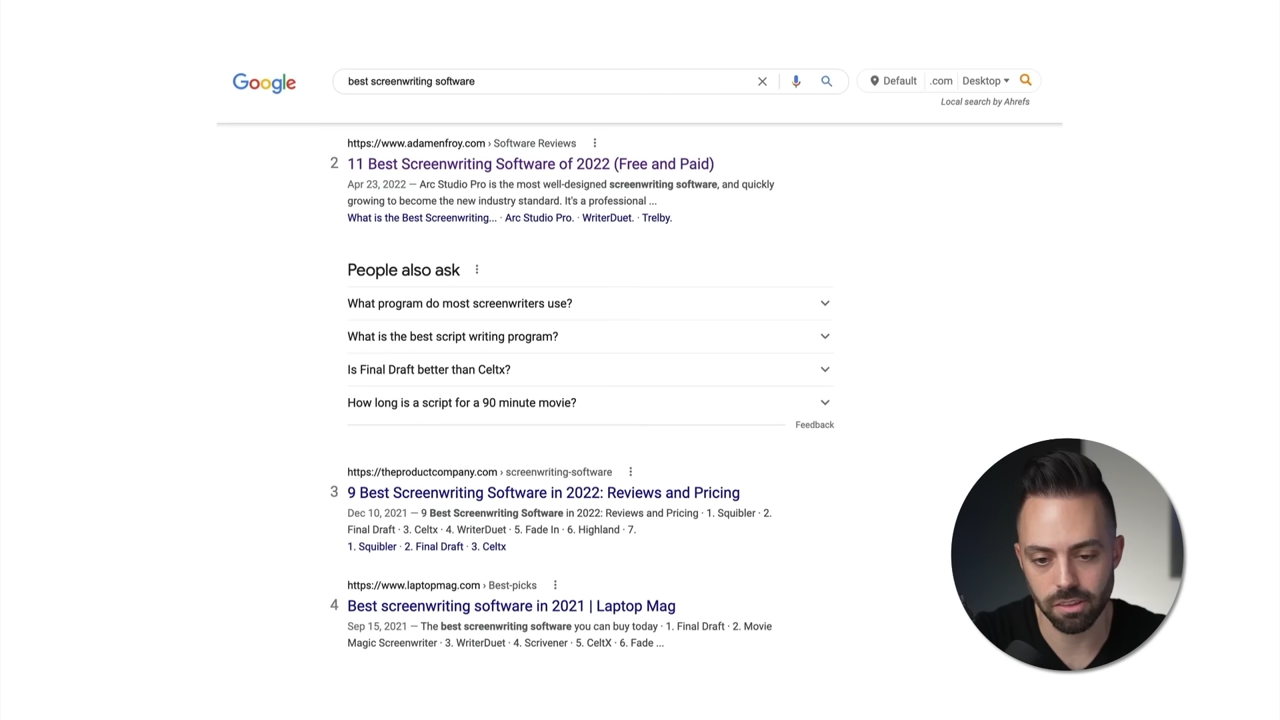 Google
best screenwriting software
Default .com Desktop
Local search by Ahrefs
https://www.adamenfroy.com › Software Reviews
2 11 Best Screenwriting Software of 2022 (Free and Paid)
Apr 23, 2022 — Arc Studio Pro is the most well-designed screenwriting software, and quickly
growing to become the new industry standard. It's a professional ...
What is the Best Screenwriting... · Arc Studio Pro. · WriterDuet. · Trelby.
People also ask
What program do most screenwriters use?
What is the best script writing program?
Is Final Draft better than Celtx?
How long is a script for a 90 minute movie?
Feedback
https://theproductcompany.com › screenwriting-software
3 9 Best Screenwriting Software in 2022: Reviews and Pricing
Dec 10, 2021 — 9 Best Screenwriting Software in 2022: Reviews and Pricing · 1. Squibler · 2.
Final Draft · 3. Celtx · 4. WriterDuet · 5. Fade In · 6. Highland · 7.
1. Squibler · 2. Final Draft · 3. Celtx
https://www.laptopmag.com › Best-picks
4 Best screenwriting software in 2021 | Laptop Mag
Sep 15, 2021 — The best screenwriting software you can buy today · 1. Final Draft · 2. Movie
Magic Screenwriter · 3. WriterDuet · 4. Scrivener · 5. CeltX · 6. Fade ...